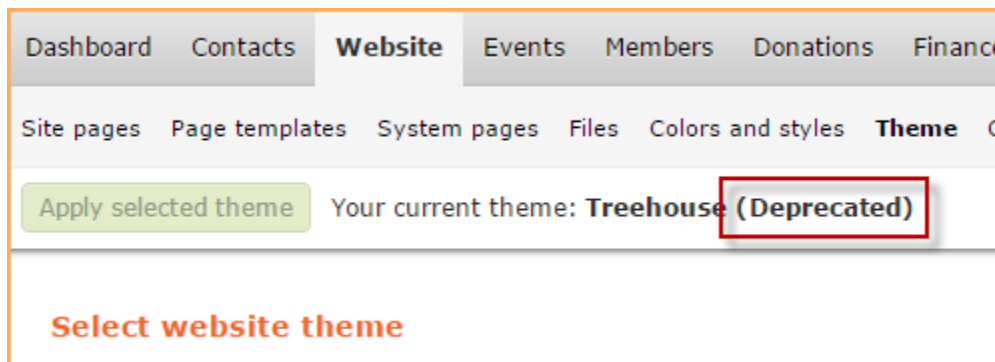 Dashboard Contacts Website Events Members Donations Financ
Site pages Page templates System pages Files Colors and styles Theme
Apply selected theme Your current theme: Treehouse (Deprecated)
Select website theme